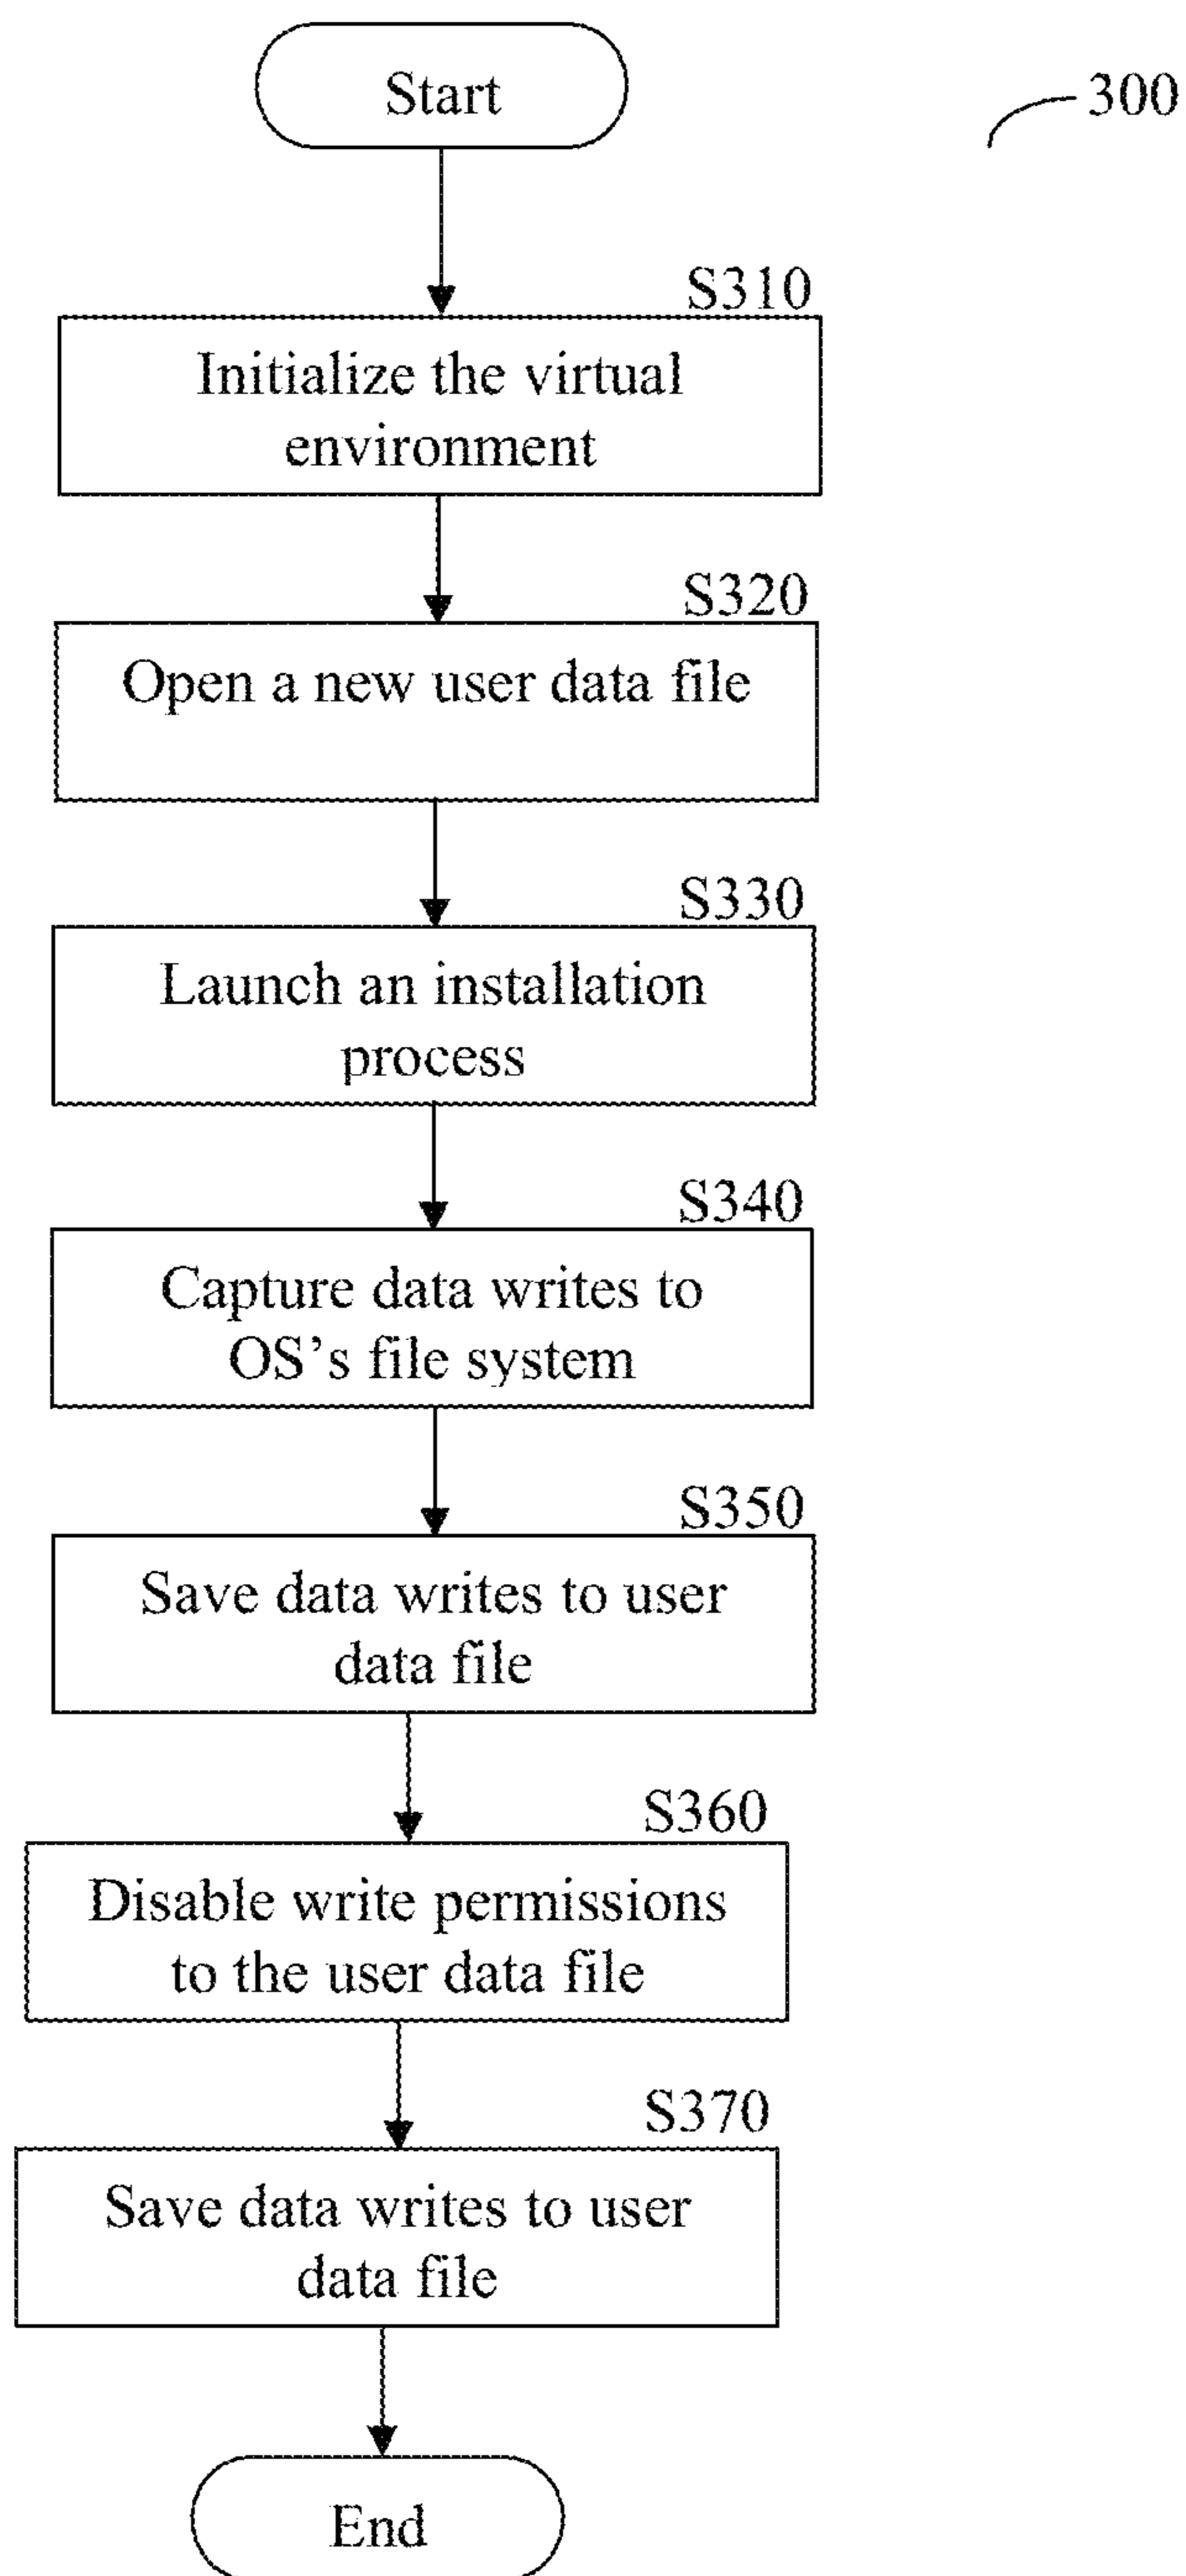 Start
300
S310
Initialize the virtual
environment
S320
Open a new user data file
S330
Launch an installation
process
S340
Capture data writes to
OS’s file system
S350
Save data writes to user
data file
S360
Disable write permissions
to the user data file
S370
Save data writes to user
data file
End